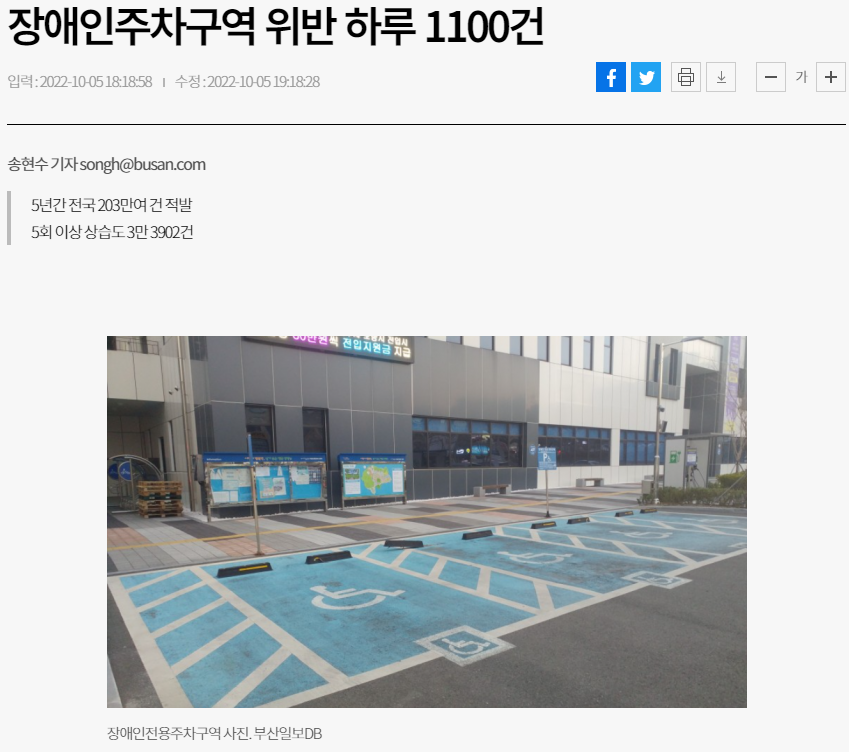 장애인주차구역 위반 하루 1100건
입력 : 2022-10-05 18:18:58 | 수정 : 2022-10-05 19:18:28
가
송현수 기자 songh@busan.com
5년간 전국 203만여 건 적발
5회 이상 상습도 3만 3902건
전입지원금 지급
장애인전용주차구역 사진. 부산일보DB